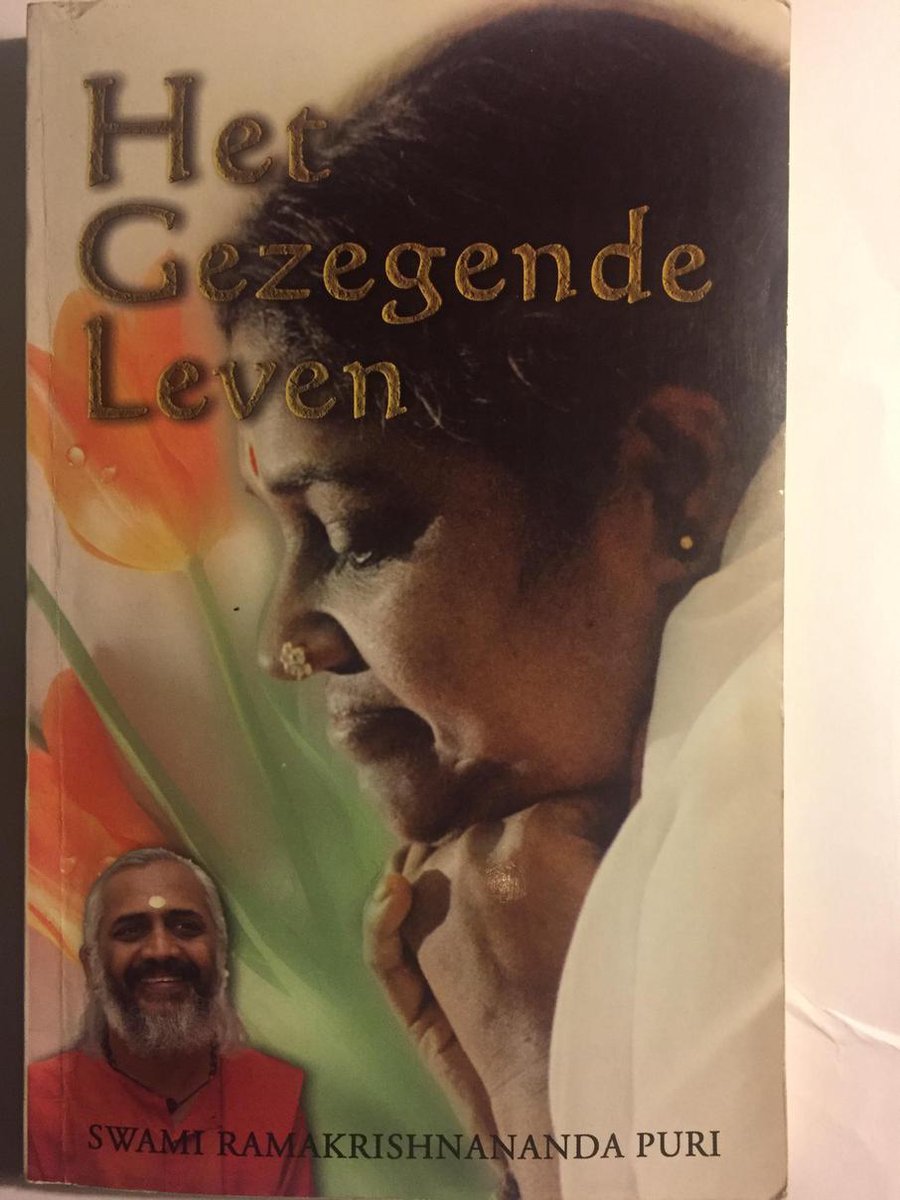 Het
Gezegende
Leven
SWAMI RAMAKRISHNANANDA PURI